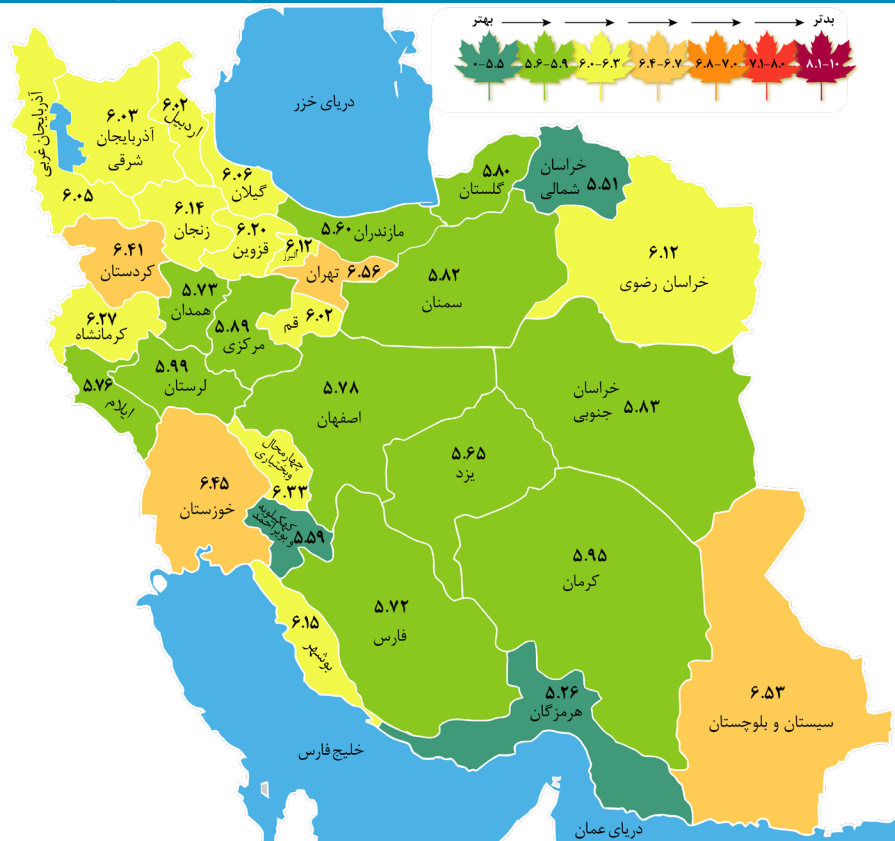 بهتر
بدتر
۰-۵.۵
۵.۶-۵.۹
۶.۰-۶.۳
۶.۴-۶.۷
۶.۸-۷.۰
۷.۱-۸.۰
۸.۱-۱۰
دریای خزر
آذربایجان غربی
۶.۰۵
۶.۰۳
آذربایجان
شرقی
۶.۰۲
اردبیل
۶.۰۶
گیلان
۶.۱۴
زنجان
۶.۲۰
قزوین
۶.۱۲
البرز
۵.۶۰ مازندران
۵.۸۰
گلستان
خراسان
شمالی ۵.۵۱
۶.۱۲
خراسان رضوی
۶.۴۱
کردستان
تهران ۶.۵۶
۵.۸۲
سمنان
۵.۷۳
همدان
۵.۸۹
مرکزی
قم ۶.۰۲
۶.۲۷
کرمانشاه
۵.۹۹
لرستان
۵.۷۶
ایلام
۵.۷۸
اصفهان
خراسان
جنوبی ۵.۸۳
۵.۶۵
یزد
چهارمحال
وبختیاری
۶.۳۳
۶.۴۵
خوزستان
کهکیلویه
و بویراحمد
۵.۵۹
۵.۹۵
کرمان
۵.۷۲
فارس
۶.۱۵
بوشهر
۵.۲۶
هرمزگان
۶.۵۳
سیستان و بلوچستان
خلیج فارس
دریای عمان